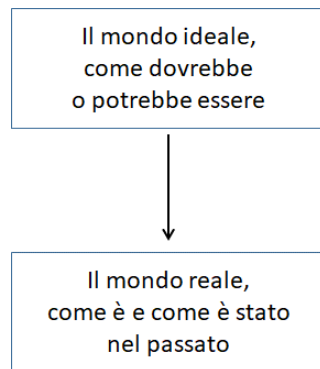 Il mondo ideale,
come dovrebbe
o potrebbe essere
Il mondo reale,
come è e come è stato
nel passato